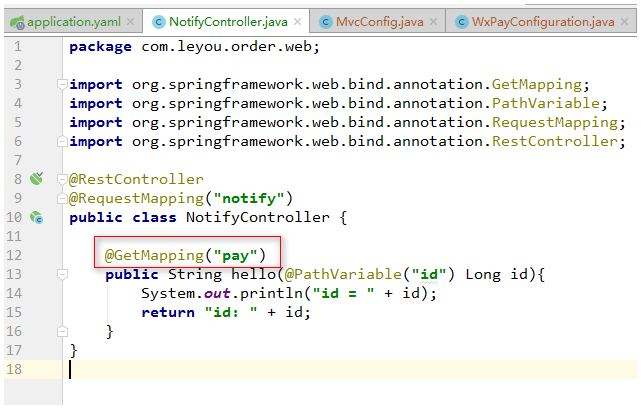 application.yaml × NotifyController.java × MvcConfig.java × WxPayConfiguration.java ×
1 package com.leyou.order.web;
2
3 import org.springframework.web.bind.annotation.GetMapping;
4 import org.springframework.web.bind.annotation.PathVariable;
5 import org.springframework.web.bind.annotation.RequestMapping;
6 import org.springframework.web.bind.annotation.RestController;
7
8 @RestController
9 @RequestMapping("notify")
10 public class NotifyController {
11
12 @GetMapping("pay")
13 public String hello(@PathVariable("id") Long id){
14 System.out.println("id = " + id);
15 return "id: " + id;
16 }
17 }
18